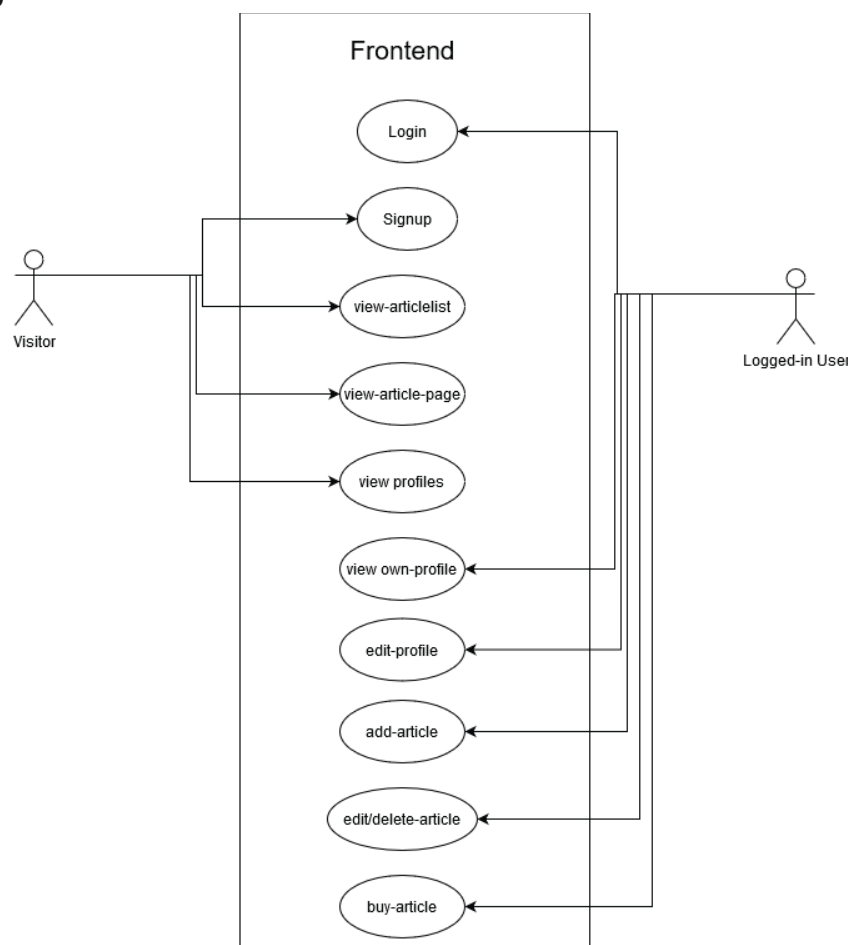 Frontend
Login
Signup
view-articlelist
Visitor
view-article-page
Logged-in User
view profiles
view own-profile
edit-profile
add-article
edit/delete-article
buy-article